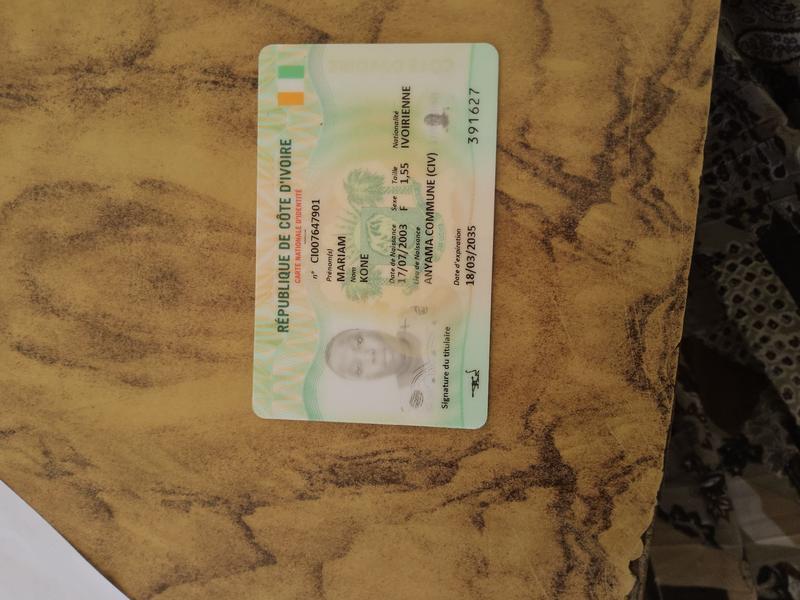 RÉPUBLIQUE DE CÔTE D'IVOIRE
CARTE NATIONALE D'IDENTITÉ
n° CI007647901
Prénom(s)
MARIAM
Nom
KONE
Date de Naissance Sexe Taille Nationalité
17/07/2003 F 1,55 IVOIRIENNE
Lieu de Naissance
ANYAMA COMMUNE (CIV)
Date d'expiration
18/03/2035
391627
Signature du titulaire